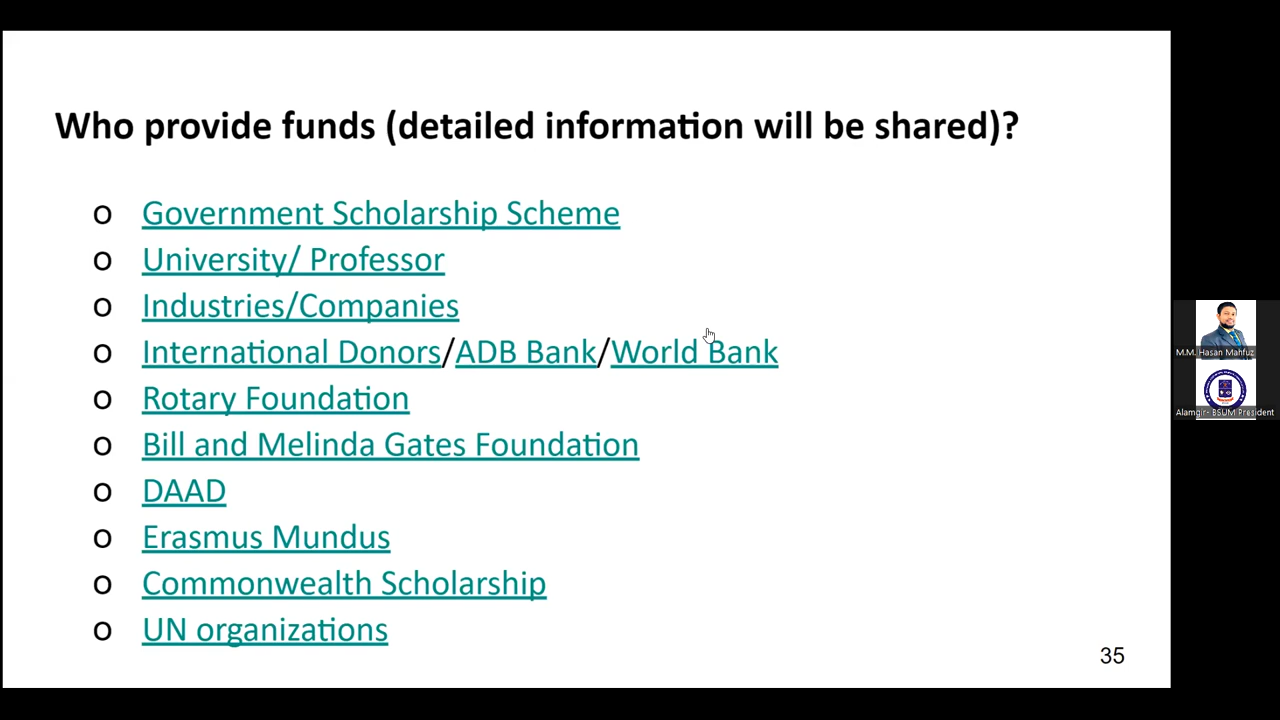 Who provide funds (detailed information will be shared)?
o Government Scholarship Scheme
o University/ Professor
o Industries/Companies
o International Donors/ADB Bank/World Bank
o Rotary Foundation
o Bill and Melinda Gates Foundation
o DAAD
o Erasmus Mundus
o Commonwealth Scholarship
o UN organizations
35
M.M. Hasan Mahfuz
Alamgir- BSUM President